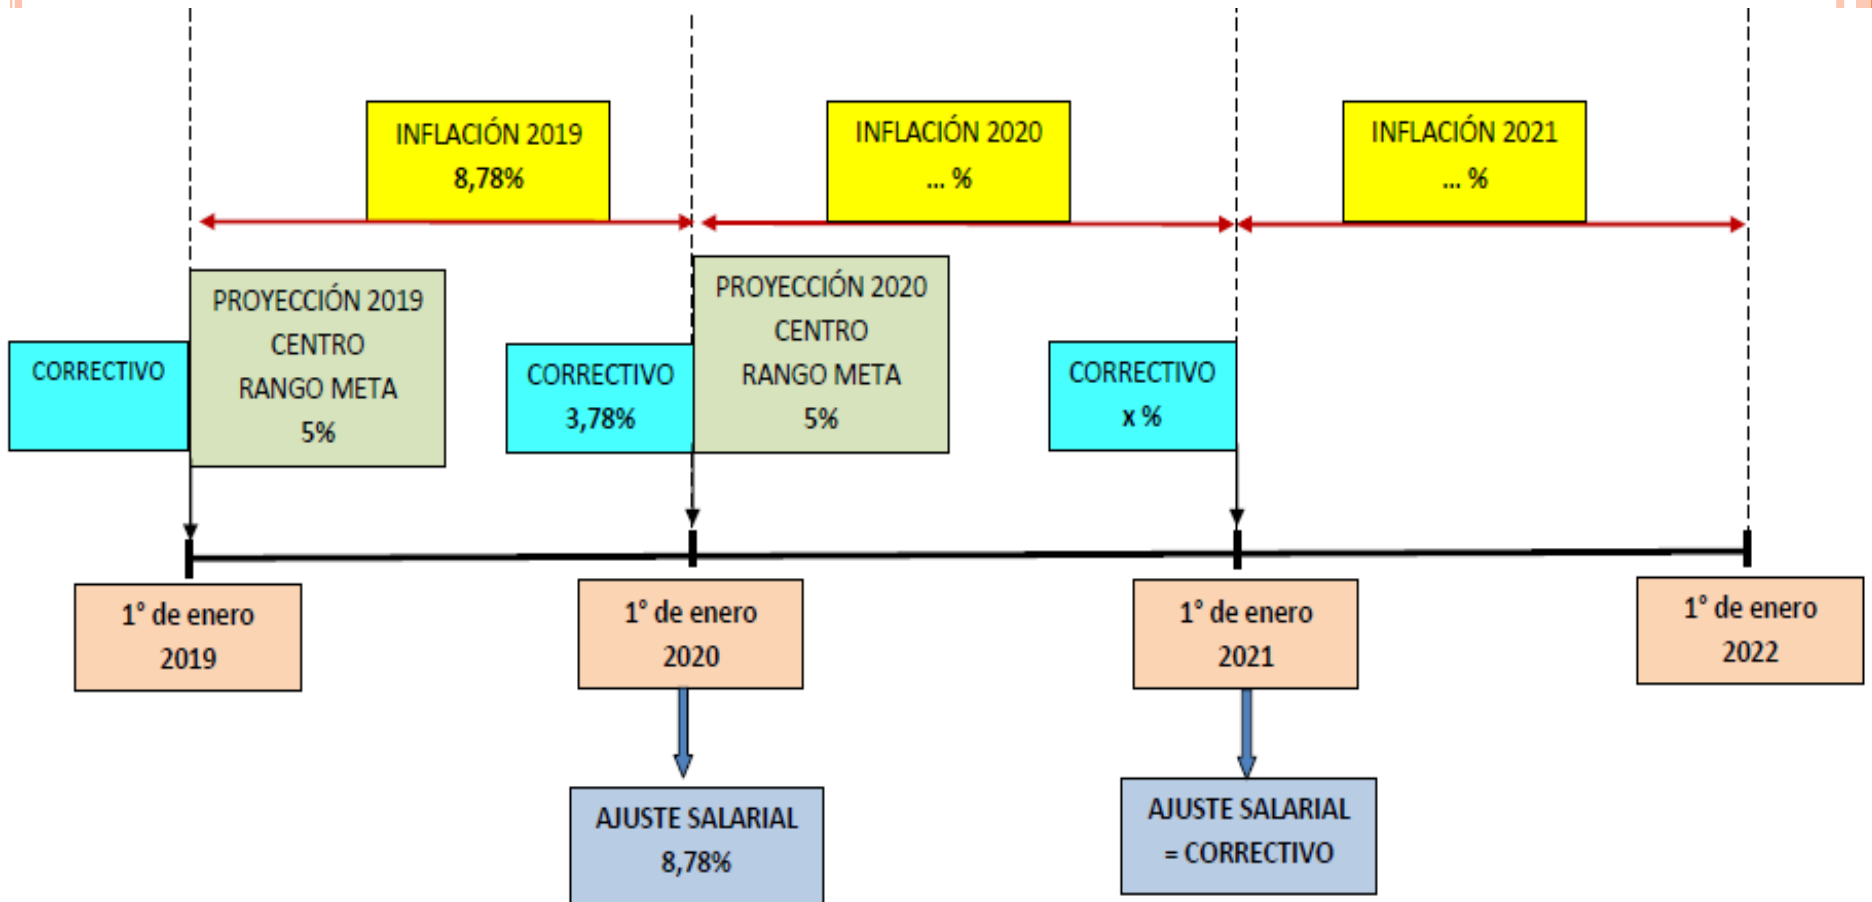 INFLACIÓN 2019
8,78%
INFLACIÓN 2020
... %
INFLACIÓN 2021
... %
CORRECTIVO
PROYECCIÓN 2019
CENTRO
RANGO META
5%
CORRECTIVO
3,78%
PROYECCIÓN 2020
CENTRO
RANGO META
5%
CORRECTIVO
x %
1° de enero
2019
1° de enero
2020
1° de enero
2021
1° de enero
2022
AJUSTE SALARIAL
8,78%
AJUSTE SALARIAL
= CORRECTIVO